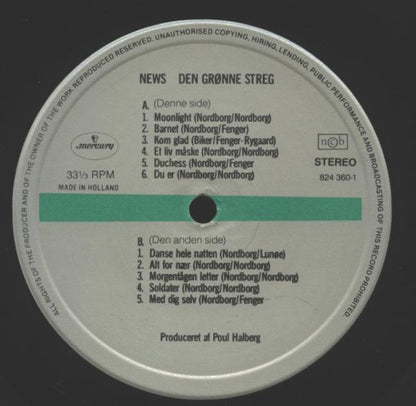 ALL RIGHTS OF THE PRODUCER AND OF THE OWNER OF THE WORK REPRODUCED RESERVED. UNAUTHORISED COPYING, HIRING, LENDING, PUBLIC PERFORMANCE AND BROADCASTING OF THIS RECORD PROHIBITED.
NEWS DEN GRØNNE STREG
A. (Denne side)
1. Moonlight (Nordborg/Nordborg)
2. Barnet (Nordborg/Fenger)
3. Kom glad (Biker/Fenger-Rygaard)
4. Et liv måske (Nordborg/Nordborg)
5. Duchess (Nordborg/Fenger
6. Du er (Nordborg/Nordborg)
mercury
33⅓ RPM
MADE IN HOLLAND
ncb
STEREO
824 360-1
B. (Den anden side)
1. Danse hele natten (Nordborg/Lunøe)
2. Alt for nær (Nordborg/Nordborg)
3. Morgentågen letter (Nordborg/Nordborg)
4. Soldater (Nordborg/Nordborg)
5. Med dig selv (Nordborg/Fenger
Produceret af Poul Halberg